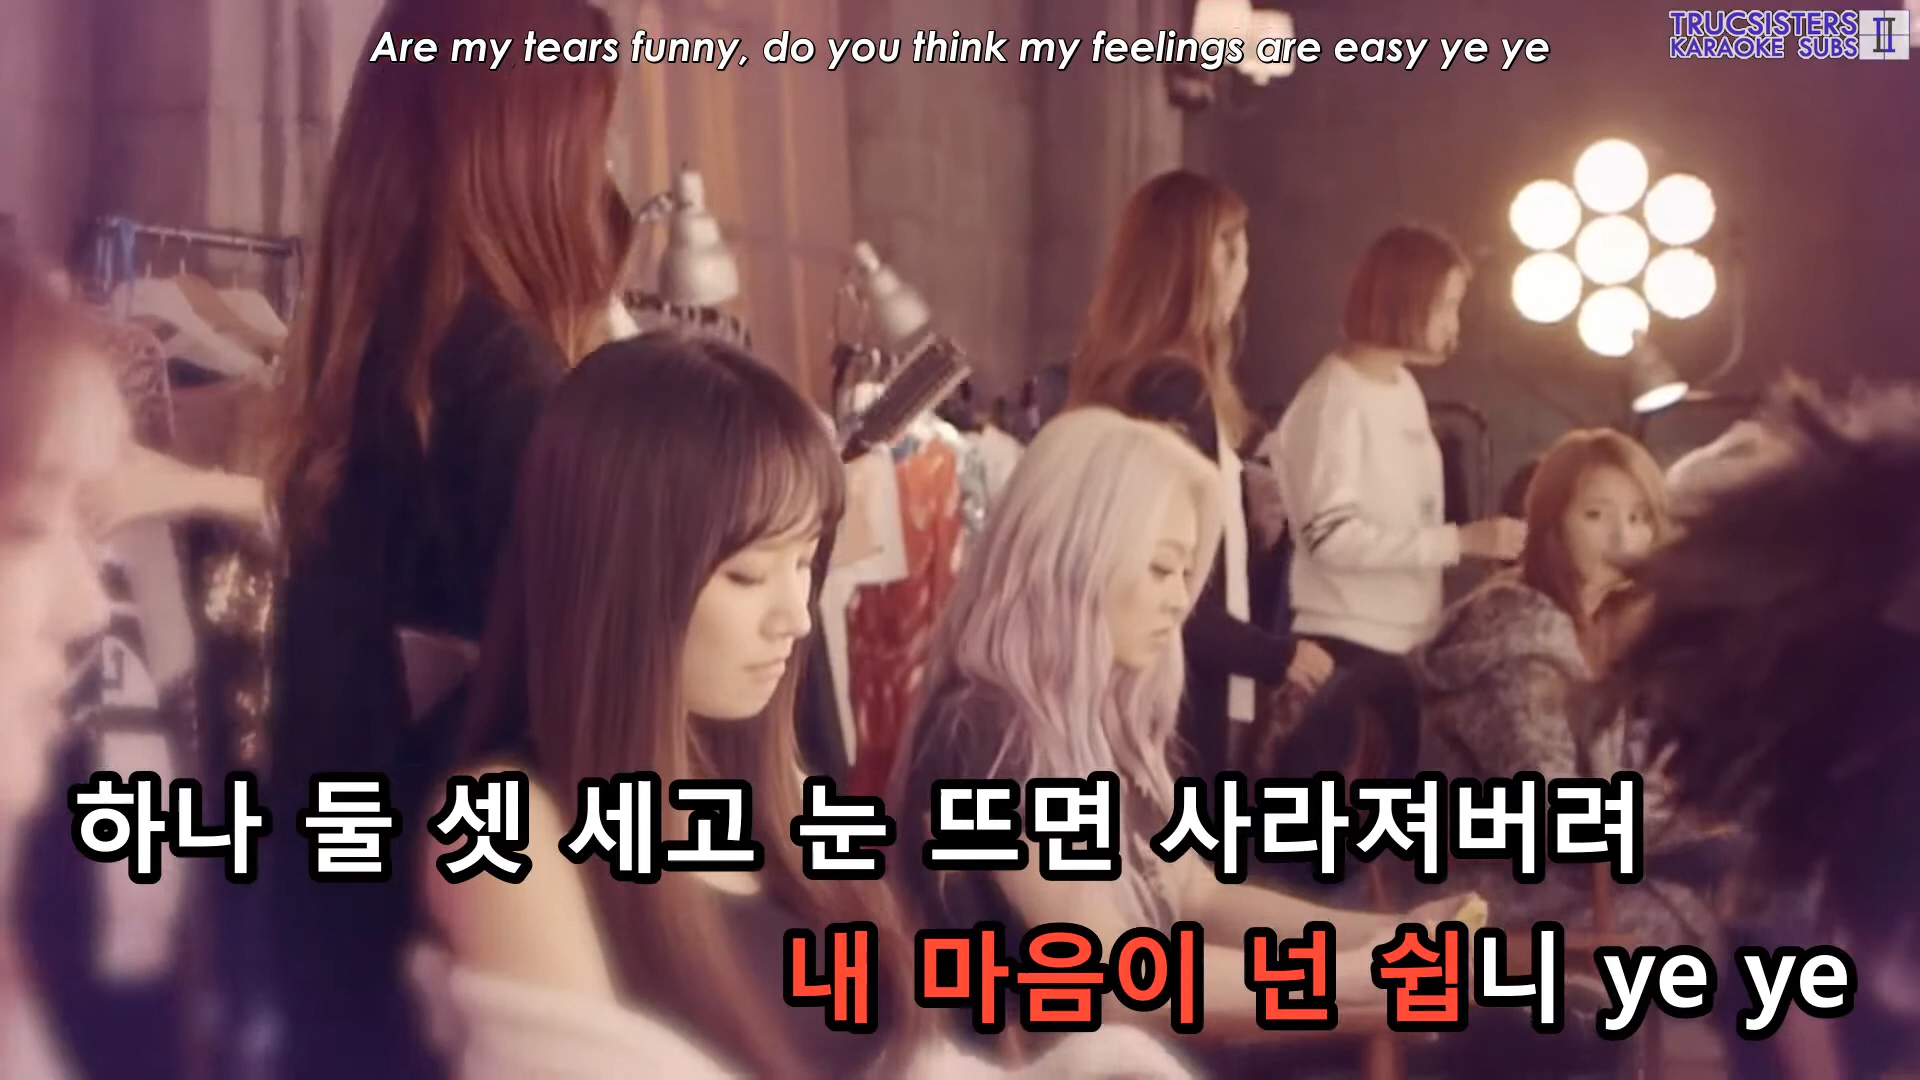 Are my tears funny, do you think my feelings are easy ye ye
TRUCSISTERS
KARAOKE SUBS II
하나 둘 셋 세고 눈 뜨면 사라져버려
내 마음이 넌 쉽니 ye ye